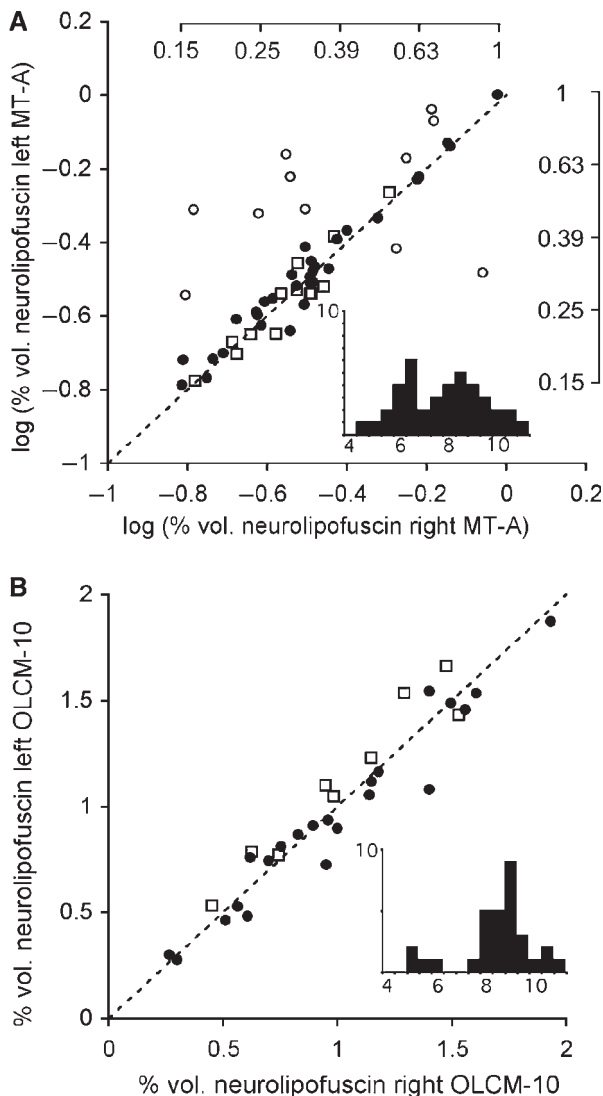 A
0.15 0.25 0.39 0.63 1
0.2
0
−0.2
−0.4
−0.6
−0.8
−1
log (% vol. neurolipofuscin left MT-A)
1
0.63
0.39
0.25
0.15
10
4 6 8 10
−1 −0.8 −0.6 −0.4 −0.2 0 0.2
log (% vol. neurolipofuscin right MT-A)
B
2
1.5
1
0.5
0
% vol. neurolipofuscin left OLCM-10
10
4 6 8 10
0 0.5 1 1.5 2
% vol. neurolipofuscin right OLCM-10